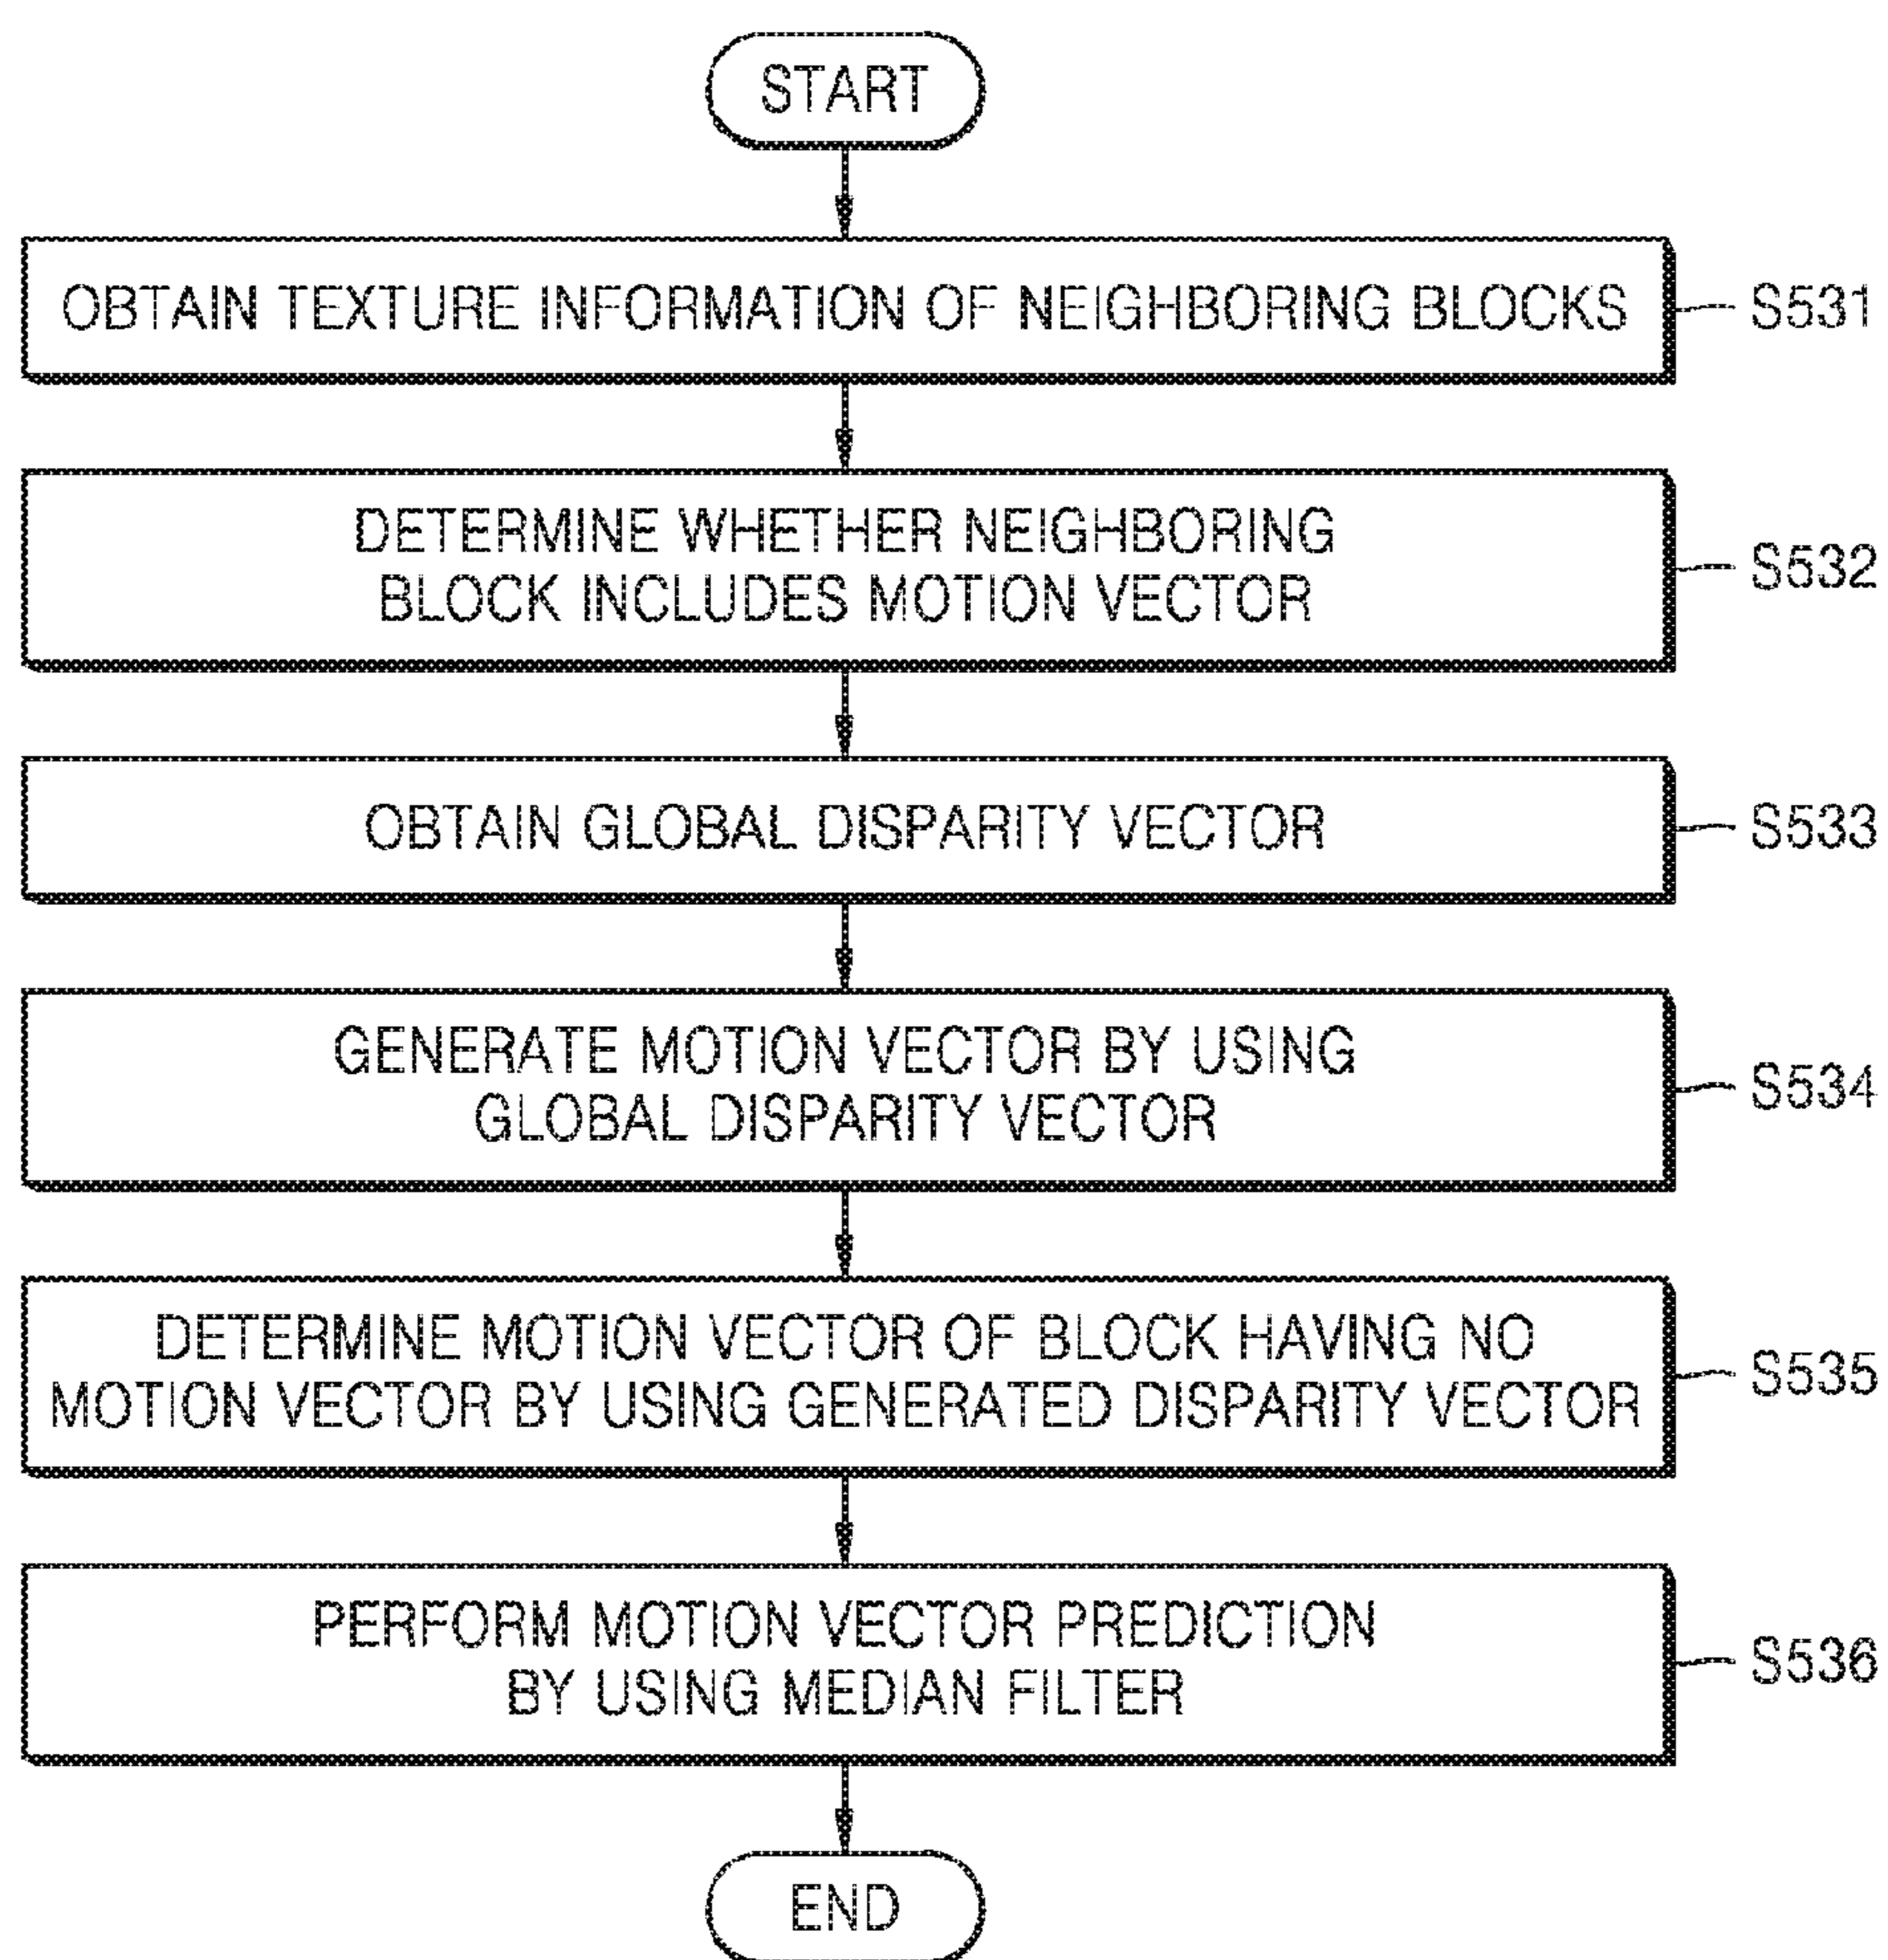 START
OBTAIN TEXTURE INFORMATION OF NEIGHBORING BLOCKS
S531
DETERMINE WHETHER NEIGHBORING
BLOCK INCLUDES MOTION VECTOR
S532
OBTAIN GLOBAL DISPARITY VECTOR
S533
GENERATE MOTION VECTOR BY USING
GLOBAL DISPARITY VECTOR
S534
DETERMINE MOTION VECTOR OF BLOCK HAVING NO
MOTION VECTOR BY USING GENERATED DISPARITY VECTOR
S535
PERFORM MOTION VECTOR PREDICTION
BY USING MEDIAN FILTER
S536
END